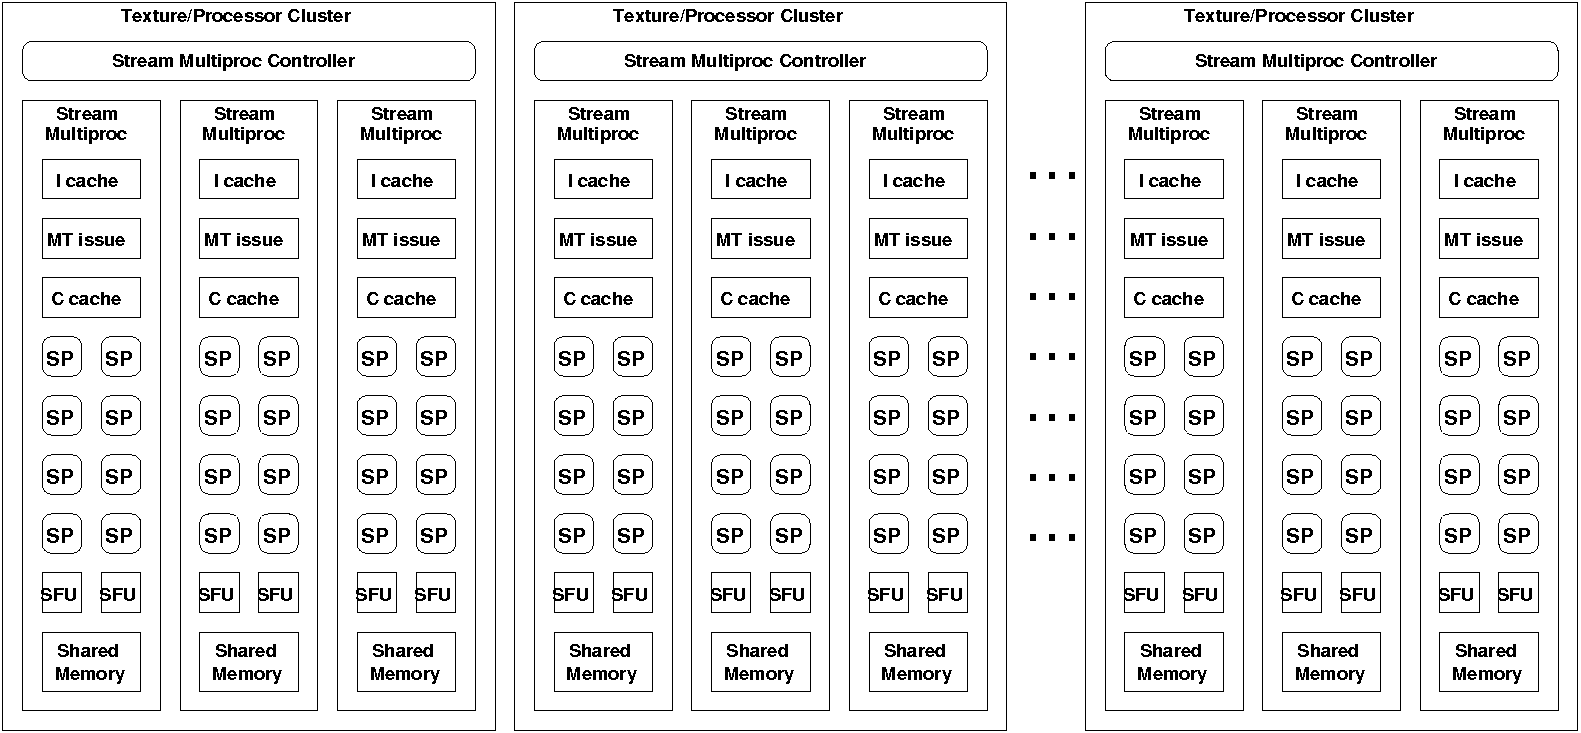 Texture/Processor Cluster Texture/Processor Cluster Texture/Processor Cluster
Stream Multiproc Controller Stream Multiproc Controller Stream Multiproc Controller
Stream Stream Stream Stream Stream Stream Stream Stream Stream
Multiproc Multiproc Multiproc Multiproc Multiproc Multiproc Multiproc Multiproc Multiproc
I cache I cache I cache I cache I cache I cache ... I cache I cache I cache
MT issue MT issue MT issue MT issue MT issue MT issue ... MT issue MT issue MT issue
C cache C cache C cache C cache C cache C cache ... C cache C cache C cache
SP SP SP SP SP SP SP SP SP SP SP SP ... SP SP SP SP SP SP
SP SP SP SP SP SP SP SP SP SP SP SP ... SP SP SP SP SP SP
SP SP SP SP SP SP SP SP SP SP SP SP ... SP SP SP SP SP SP
SP SP SP SP SP SP SP SP SP SP SP SP ... SP SP SP SP SP SP
SFU SFU SFU SFU SFU SFU SFU SFU SFU SFU SFU SFU SFU SFU SFU SFU SFU SFU
Shared Shared Shared Shared Shared Shared Shared Shared Shared
Memory Memory Memory Memory Memory Memory Memory Memory Memory